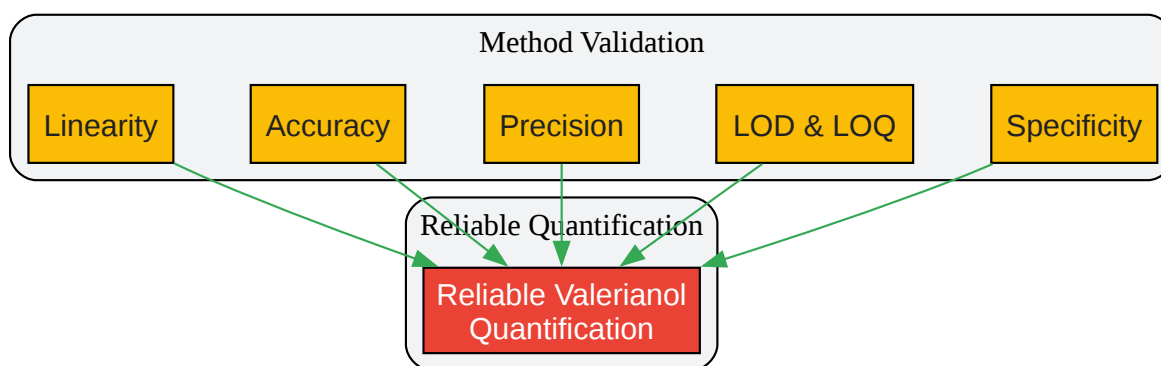 Method Validation
Linearity
Accuracy
Precision
LOD & LOQ
Specificity
Reliable Quantification
Reliable Valerianol
Quantification